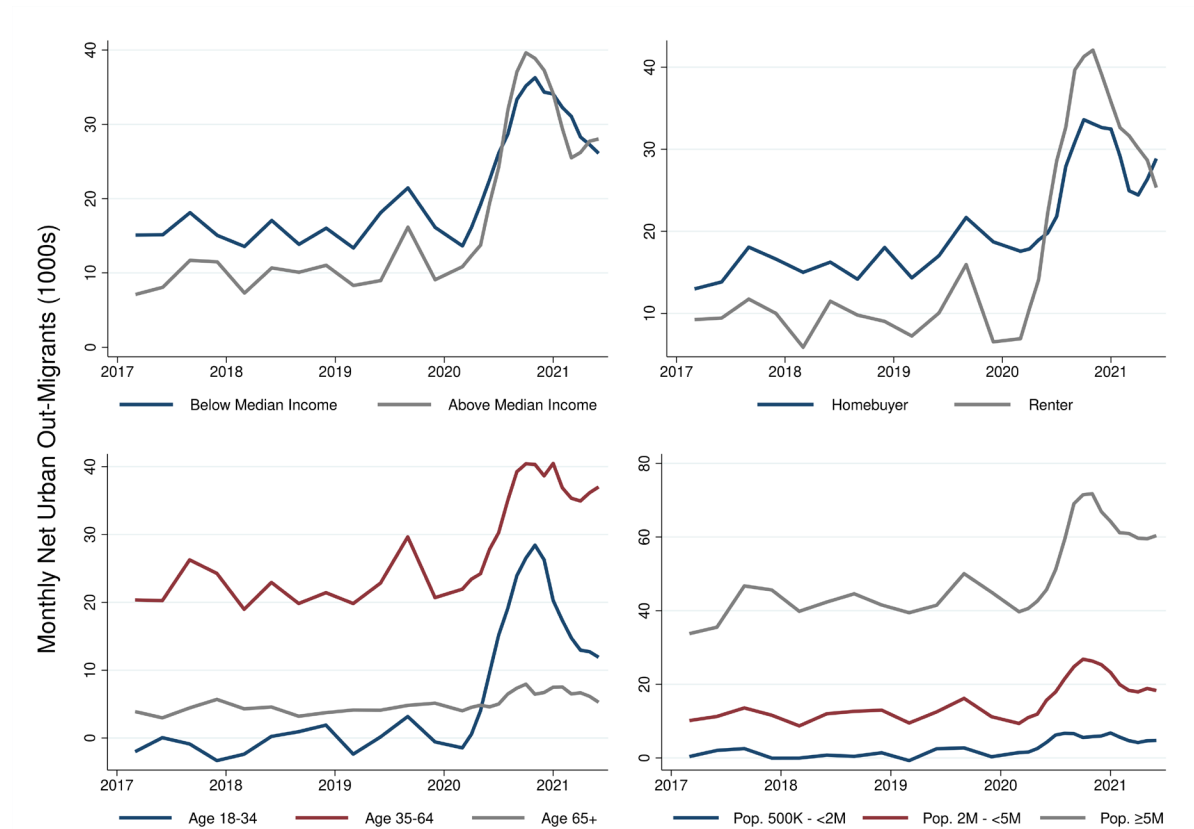 Monthly Net Urban Out-Migrants (1000s)
40
30
20
10
0
2017 2018 2019 2020 2021
Below Median Income Above Median Income
40
30
20
10
2017 2018 2019 2020 2021
Homebuyer Renter
40
30
20
10
0
2017 2018 2019 2020 2021
Age 18-34 Age 35-64 Age 65+
80
60
40
20
0
2017 2018 2019 2020 2021
Pop. 500K - <2M Pop. 2M - <5M Pop. ≥5M